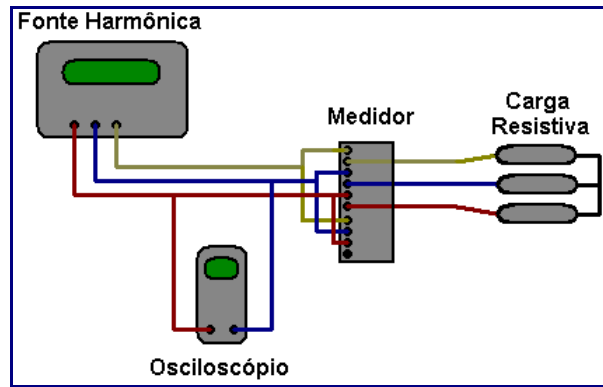 Fonte Harmônica
Medidor
Carga
Resistiva
Osciloscópio